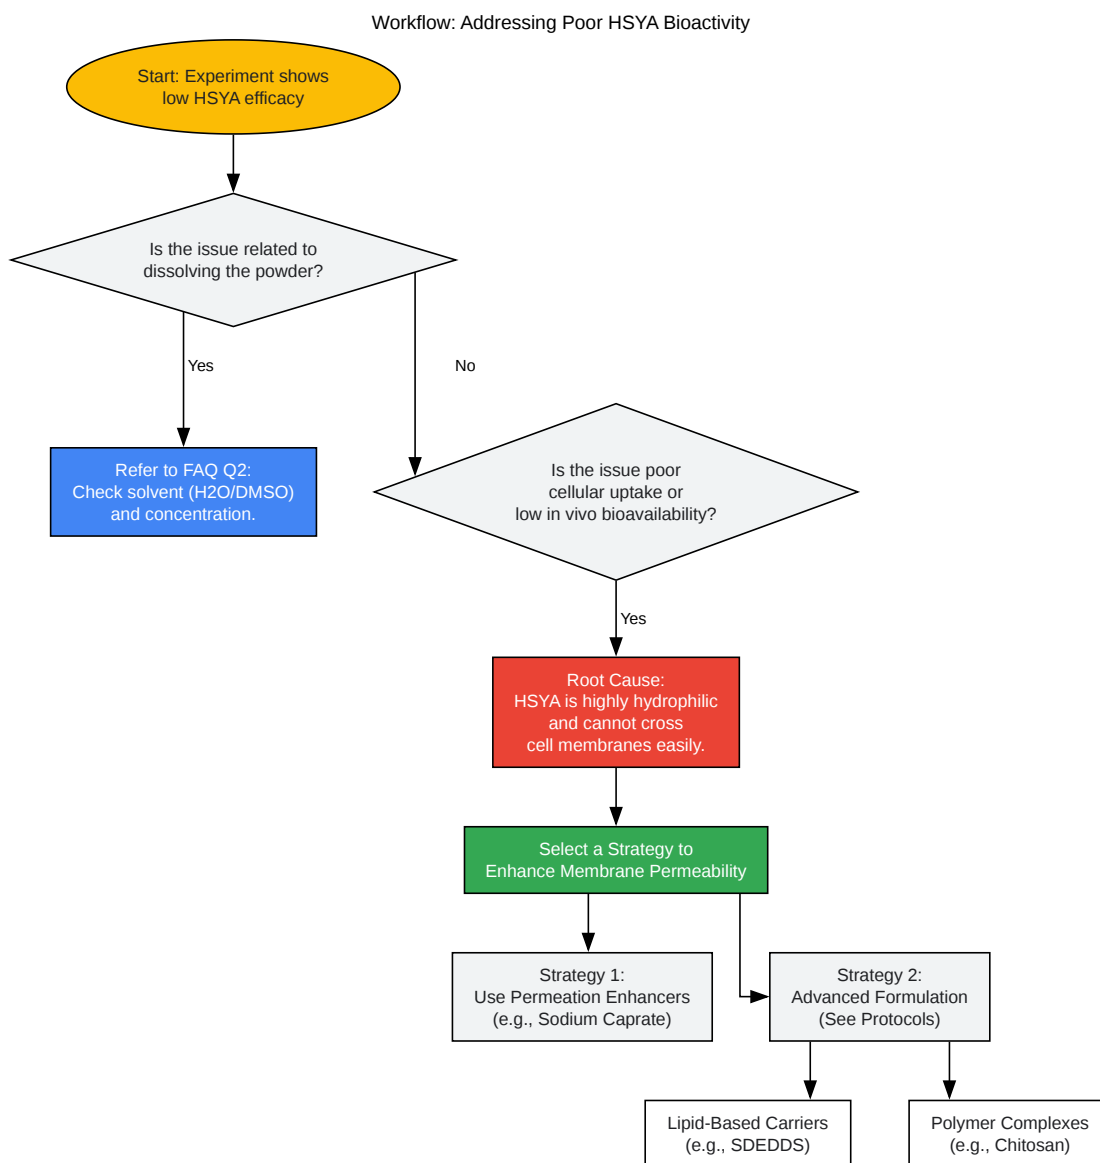 Workflow: Addressing Poor HSYA Bioactivity
Start: Experiment shows
low HSYA efficacy
Is the issue related to
dissolving the powder?
Yes
No
Refer to FAQ Q2:
Check solvent (H2O/DMSO)
and concentration.
Is the issue poor
cellular uptake or
low in vivo bioavailability?
Yes
Root Cause:
HSYA is highly hydrophilic
and cannot cross
cell membranes easily.
Select a Strategy to
Enhance Membrane Permeability
Strategy 1:
Use Permeation Enhancers
(e.g., Sodium Caprate)
Strategy 2:
Advanced Formulation
(See Protocols)
Lipid-Based Carriers
(e.g., SDEDDS)
Polymer Complexes
(e.g., Chitosan)